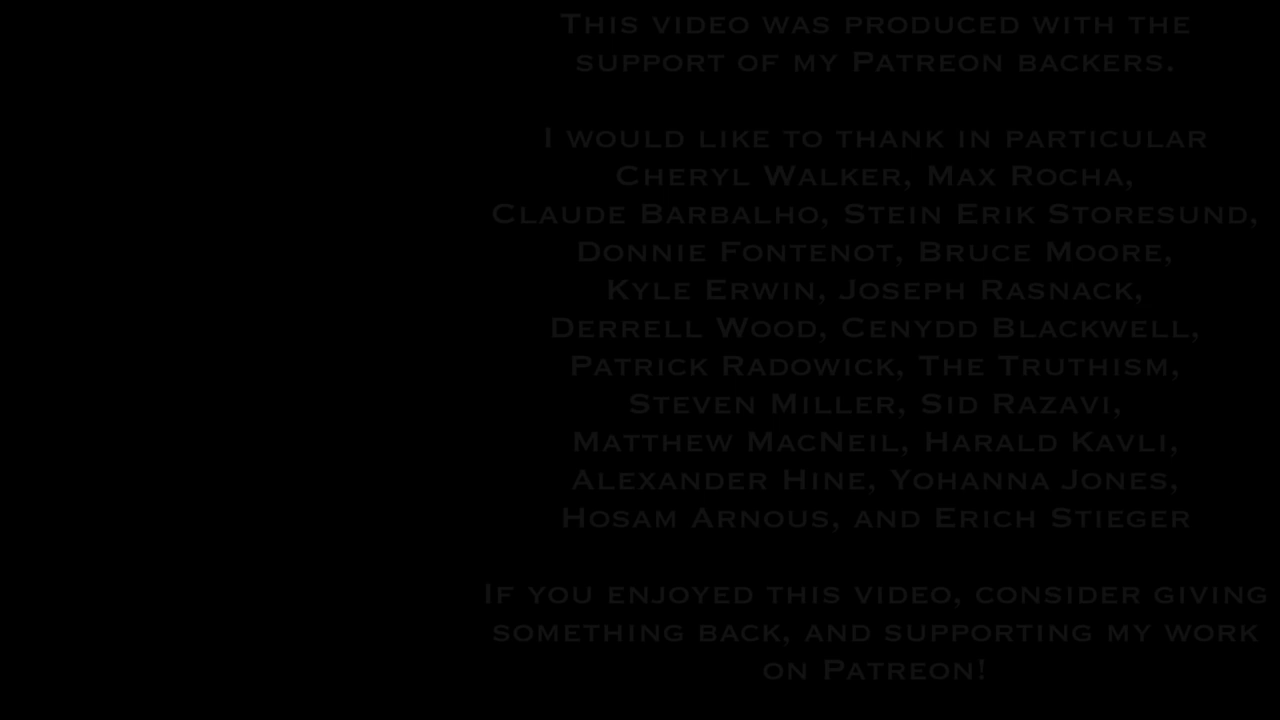 This video was produced with the
support of my Patreon backers.
I would like to thank in particular
Cheryl Walker, Max Rocha,
Claude Barbalho, Stein Erik Storesund,
Donnie Fontenot, Bruce Moore,
Kyle Erwin, Joseph Rasnack,
Derrell Wood, Cenydd Blackwell,
Patrick Radowick, The Truthism,
Steven Miller, Sid Razavi,
Matthew MacNeil, Harald Kavli,
Alexander Hine, Yohanna Jones,
Hosam Arnous, and Erich Stieger
If you enjoyed this video, consider giving
something back, and supporting my work
on Patreon!